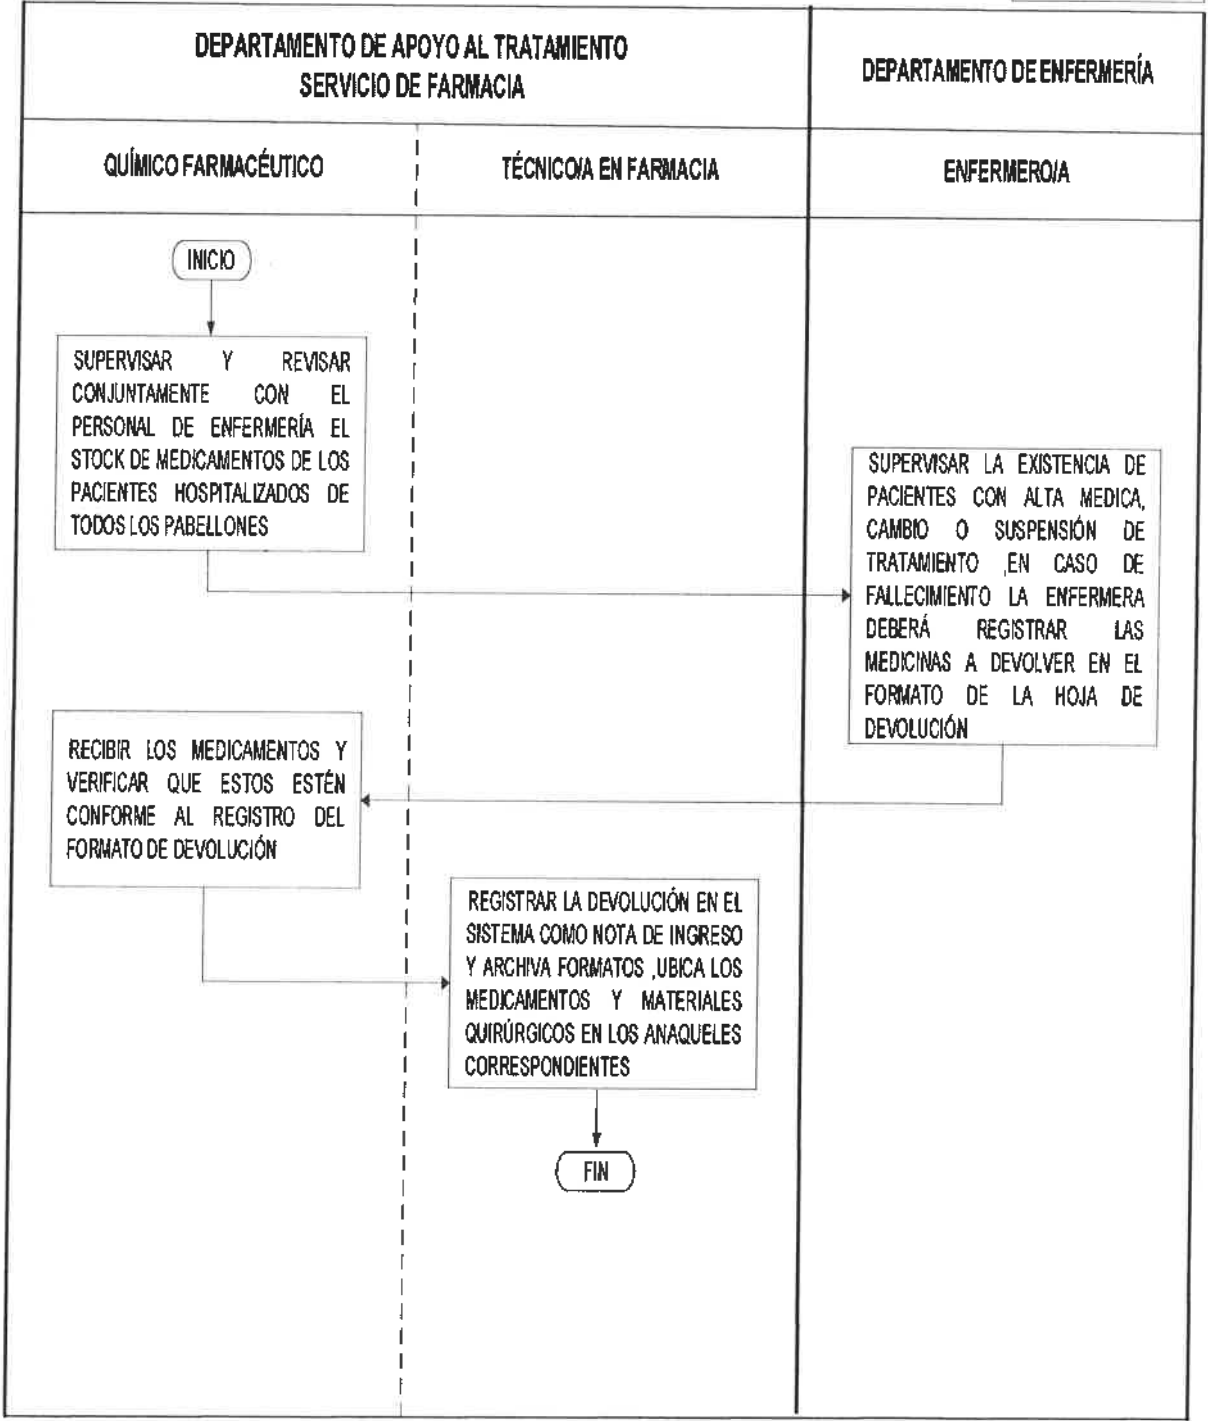 DEPARTAMENTO DE APOYO AL TRATAMIENTO
SERVICIO DE FARMACIA
DEPARTAMENTO DE ENFERMERÍA
QUÍMICO FARMACÉUTICO
TÉCNICO/A EN FARMACIA
ENFERMERO/A
INICIO
SUPERVISAR Y REVISAR
CONJUNTAMENTE CON EL
PERSONAL DE ENFERMERÍA EL
STOCK DE MEDICAMENTOS DE LOS
PACIENTES HOSPITALIZADOS DE
TODOS LOS PABELLONES
SUPERVISAR LA EXISTENCIA DE
PACIENTES CON ALTA MEDICA,
CAMBIO O SUSPENSIÓN DE
TRATAMIENTO ,EN CASO DE
FALLECIMIENTO LA ENFERMERA
DEBERÁ REGISTRAR LAS
MEDICINAS A DEVOLVER EN EL
FORMATO DE LA HOJA DE
DEVOLUCIÓN
RECIBIR LOS MEDICAMENTOS Y
VERIFICAR QUE ESTOS ESTÉN
CONFORME AL REGISTRO DEL
FORMATO DE DEVOLUCIÓN
REGISTRAR LA DEVOLUCIÓN EN EL
SISTEMA COMO NOTA DE INGRESO
Y ARCHIVA FORMATOS ,UBICA LOS
MEDICAMENTOS Y MATERIALES
QUIRÚRGICOS EN LOS ANAQUELES
CORRESPONDIENTES
FIN